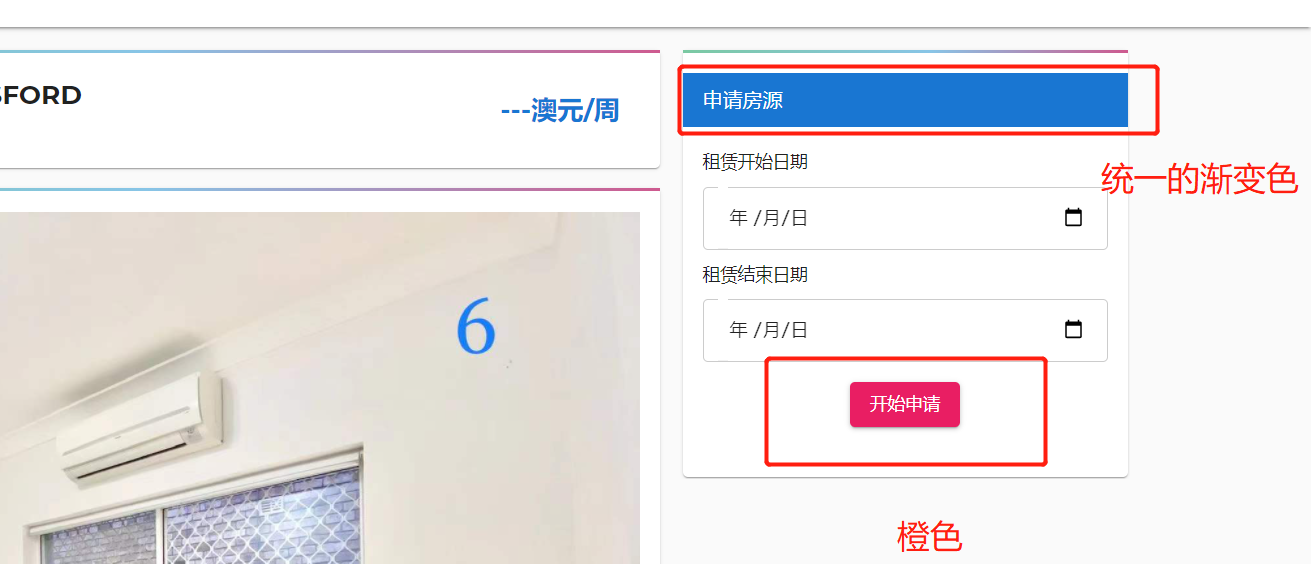 SFORD
---澳元/周
6
申请房源
租赁开始日期
年 /月/日
统一的渐变色
租赁结束日期
年 /月/日
开始申请
橙色